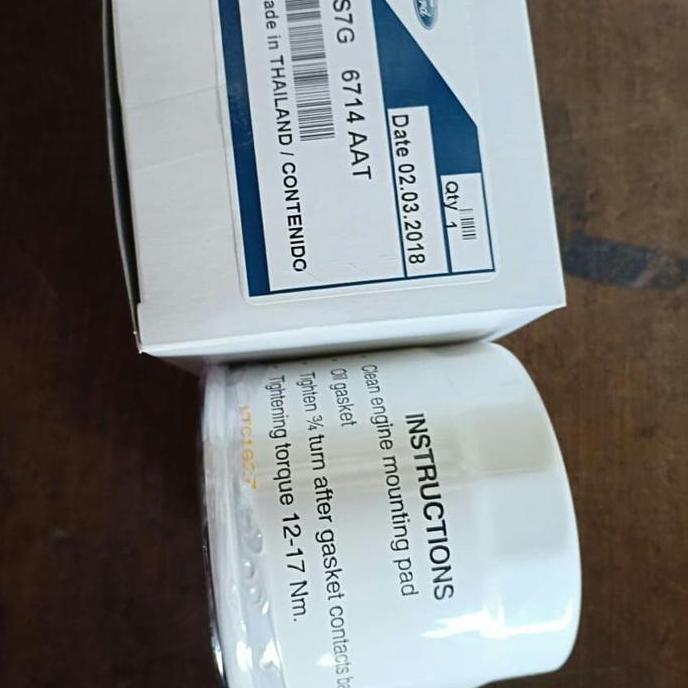 Qty 1
Date 02.03.2018
S7G 6714 AAT
ade in THAILAND / CONTENIDO
INSTRUCTIONS
· Clean engine mounting pad
· Oil gasket
· Tighten ¾ turn after gasket contacts ba
· Tightening torque 12-17 Nm.